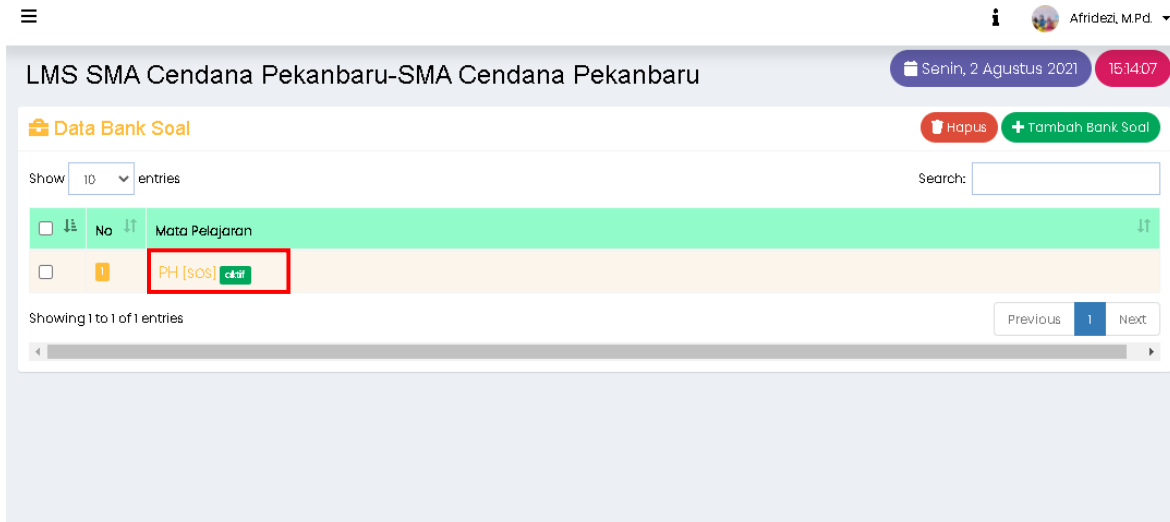 Afridezi, M.Pd.
LMS SMA Cendana Pekanbaru-SMA Cendana Pekanbaru
Senin, 2 Agustus 2021 15:14:07
Data Bank Soal
Hapus + Tambah Bank Soal
Show 10 entries Search:
No Mata Pelajaran
1 PH [sos] aktif
Showing 1 to 1 of 1 entries
Previous 1 Next